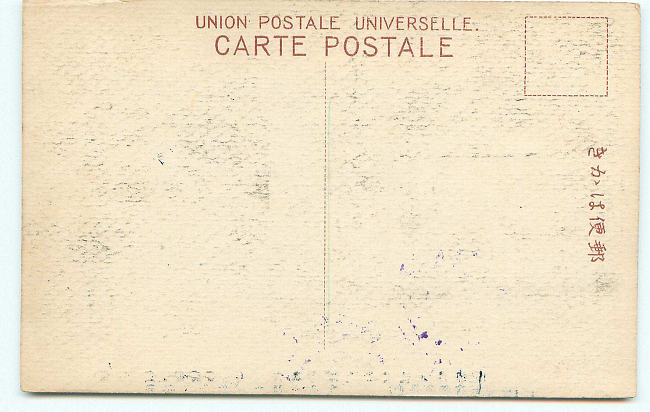 UNION POSTALE UNIVERSELLE.
CARTE POSTALE
郵便はかき